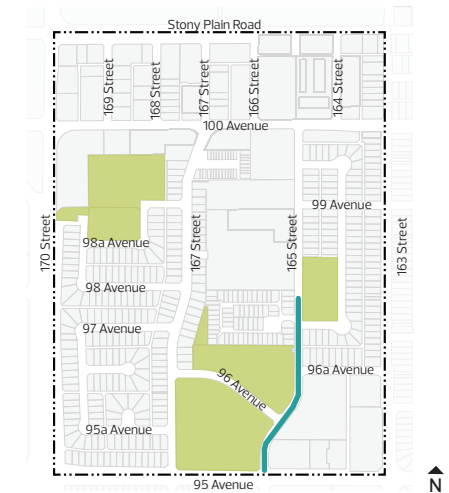 Stony Plain Road
169 Street
168 Street
167 Street
166 Street
164 Street
100 Avenue
99 Avenue
170 Street
98a Avenue
167 Street
165 Street
163 Street
98 Avenue
97 Avenue
96 Avenue
96a Avenue
95a Avenue
95 Avenue
N